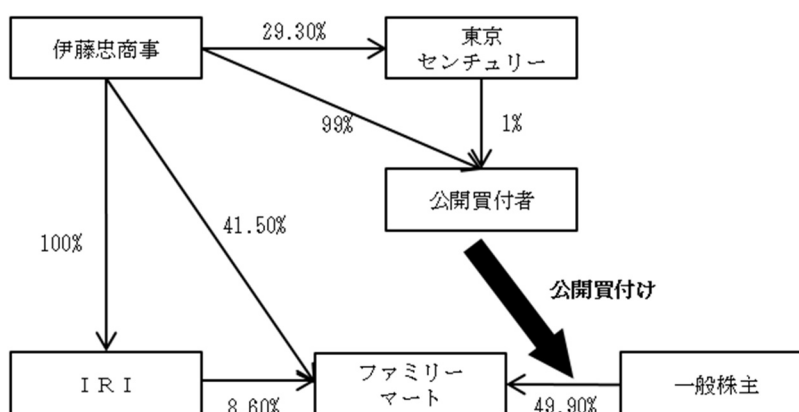 伊藤忠商事
29.30%
東京
センチュリー
99%
1%
公開買付者
100%
41.50%
公開買付け
ＩＲＩ
8.60%
ファミリー
マート
49.90%
一般株主